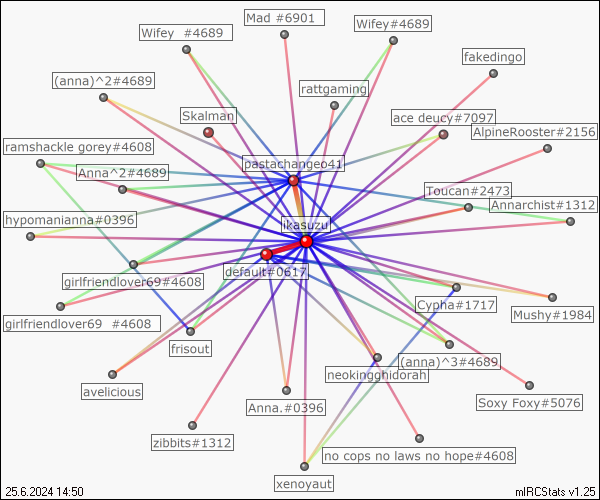 Mad #6901
Wifey  #4689
Wifey#4689
fakedingo
(anna)^2#4689
rattgaming
Skalman
ace deucy#7097
AlpineRooster#2156
ramshackle gorey#4608
pastachangeo41
Anna^2#4689
Toucan#2473
Annarchist#1312
hypomanianna#0396
ikasuzu
default#0617
girlfriendlover69#4608
Cypha#1717
Mushy#1984
girlfriendlover69  #4608
frisout
(anna)^3#4689
neokingghidorah
avelicious
Anna.#0396
Soxy Foxy#5076
zibbits#1312
no cops no laws no hope#4608
xenoyaut
25.6.2024 14:50
mIRCStats v1.25